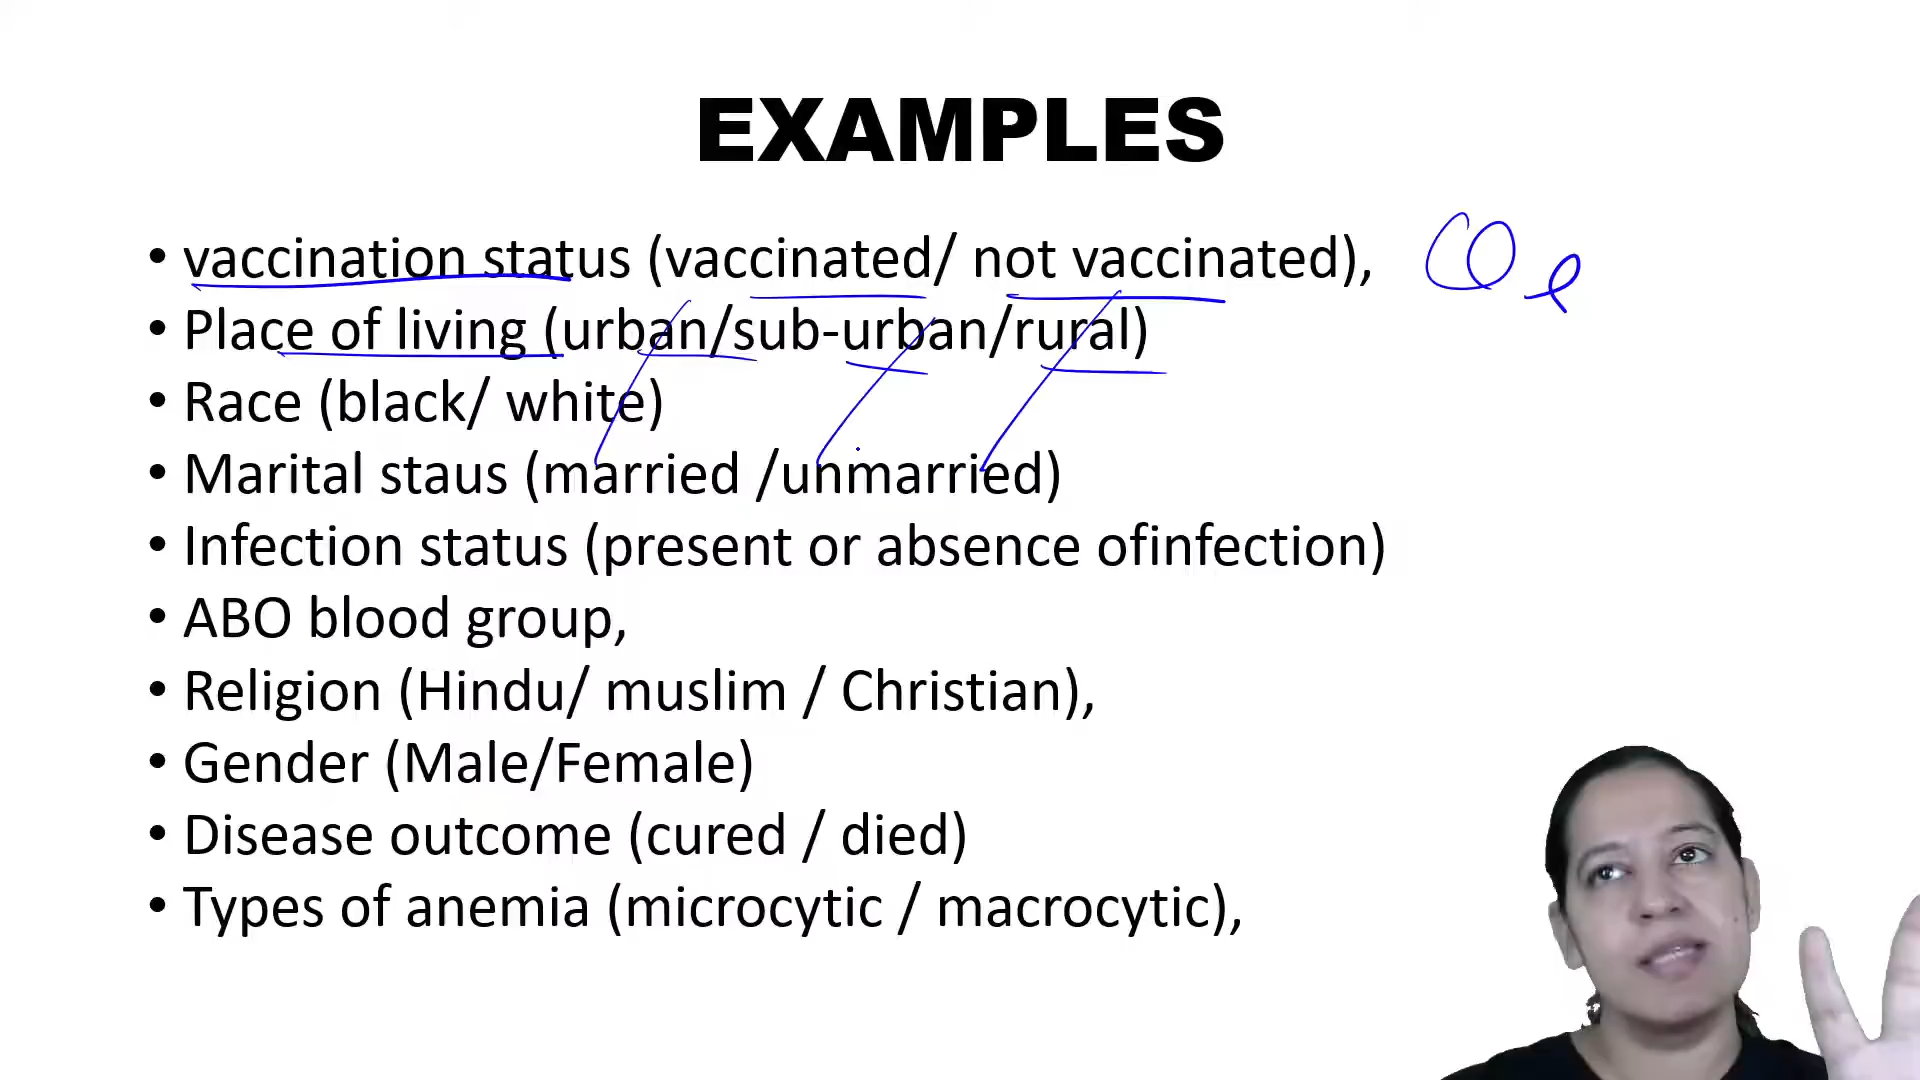 EXAMPLES
• vaccination status (vaccinated/ not vaccinated),
• Place of living (urban/sub-urban/rural)
• Race (black/ white)
• Marital staus (married /unmarried)
• Infection status (present or absence ofinfection)
• ABO blood group,
• Religion (Hindu/ muslim / Christian),
• Gender (Male/Female)
• Disease outcome (cured / died)
• Types of anemia (microcytic / macrocytic),